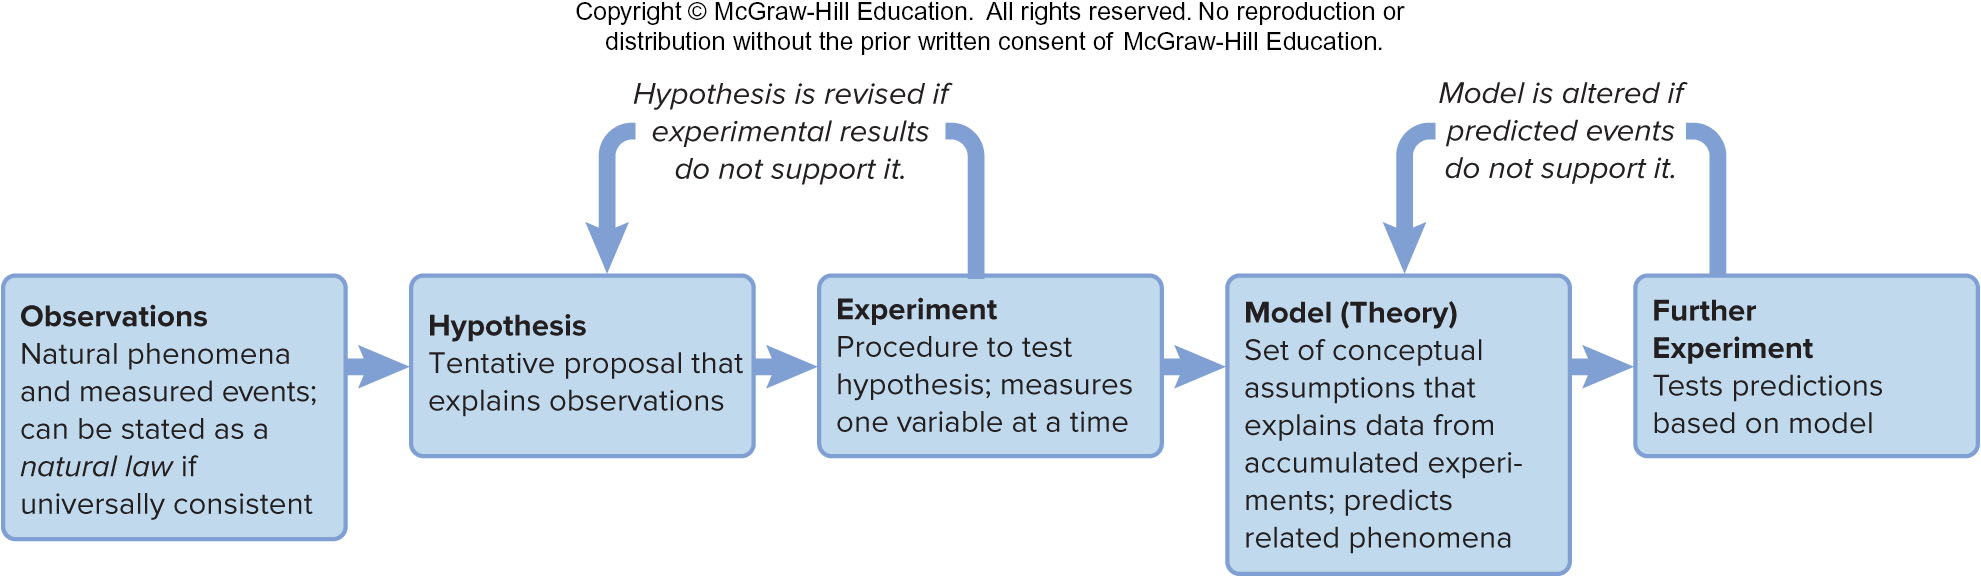 Copyright © McGraw-Hill Education. All rights reserved. No reproduction or
distribution without the prior written consent of McGraw-Hill Education.
Hypothesis is revised if
experimental results
do not support it.
Model is altered if
predicted events
do not support it.
Observations
Natural phenomena
and measured events;
can be stated as a
natural law if
universally consistent
Hypothesis
Tentative proposal that
explains observations
Experiment
Procedure to test
hypothesis; measures
one variable at a time
Model (Theory)
Set of conceptual
assumptions that
explains data from
accumulated experi-
ments; predicts
related phenomena
Further
Experiment
Tests predictions
based on model